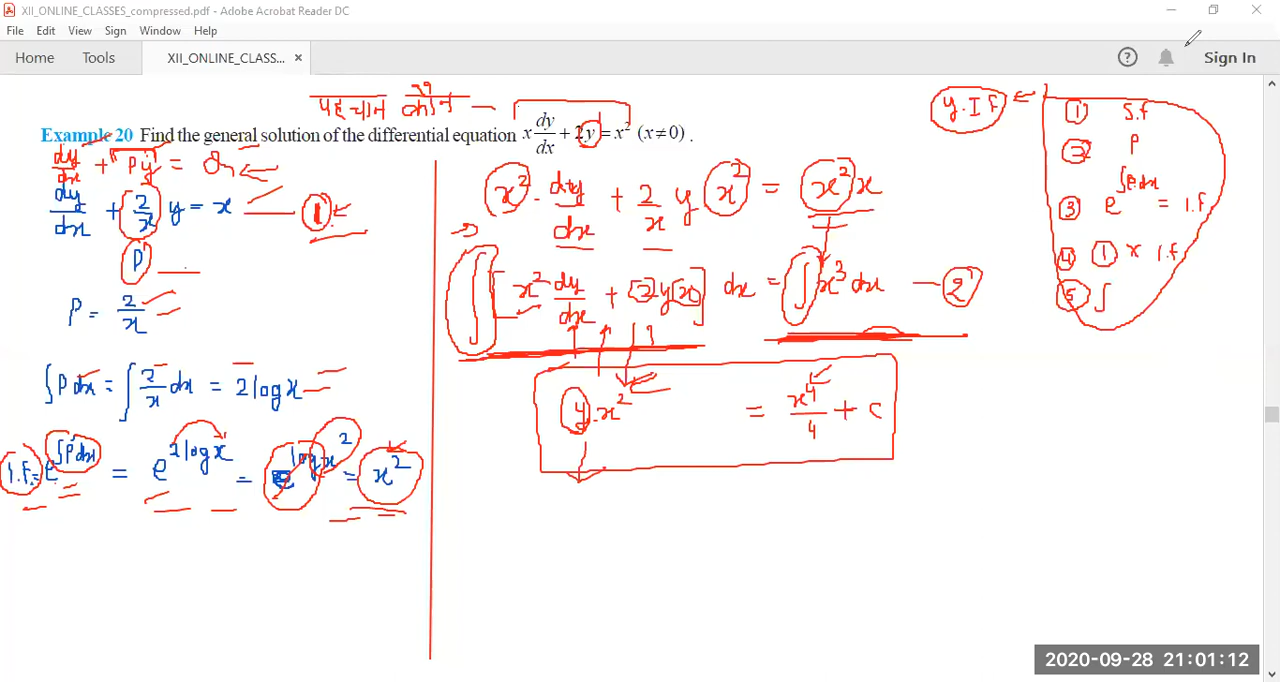 XII_ONLINE_CLASSES_compressed.pdf - Adobe Acrobat Reader DC
File Edit View Sign Window Help
Home Tools XII_ONLINE_CLASS... × ? Sign In
पहचान
Example 20 Find the general solution of the differential equation x dy/dx + 2y = x² (x ≠ 0) .
dy/dx + Py =
dy/dx + 2/x y = x — 1
P
P = 2/x
∫P dx = ∫ 2/x dx = 2 log x
I.F = e^∫P dx = e^(2 log x) = e^(log x²) = x²
x² · dy/dx + 2/x y x² = x² x
∫ [x² dy/dx + 2y x] dx = ∫ x³ dx — 2
y·x² = x⁴/4 + c
y. I F ←
① S.f
② P
③ e^∫P dx = I.F
④ ① × I.F
⑤ ∫
2020-09-28 21:01:12